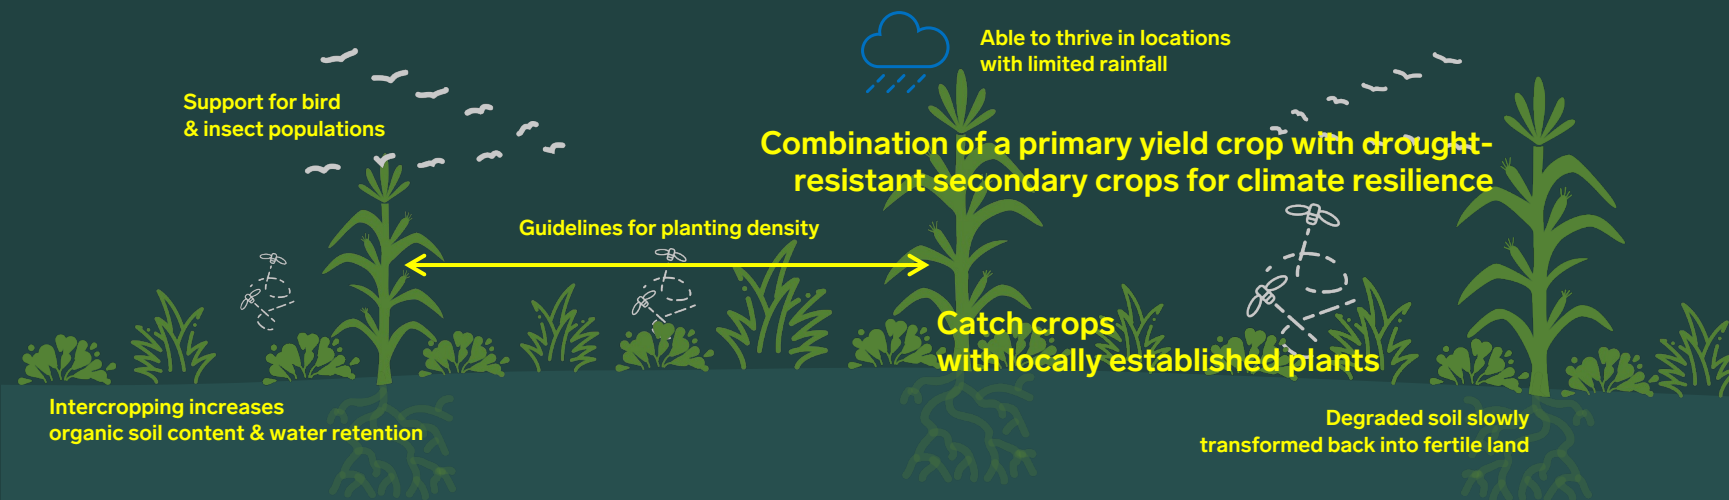 Able to thrive in locations
with limited rainfall
Support for bird
& insect populations
Combination of a primary yield crop with drought-
resistant secondary crops for climate resilience
Guidelines for planting density
Catch crops
with locally established plants
Intercropping increases
organic soil content & water retention
Degraded soil slowly
transformed back into fertile land